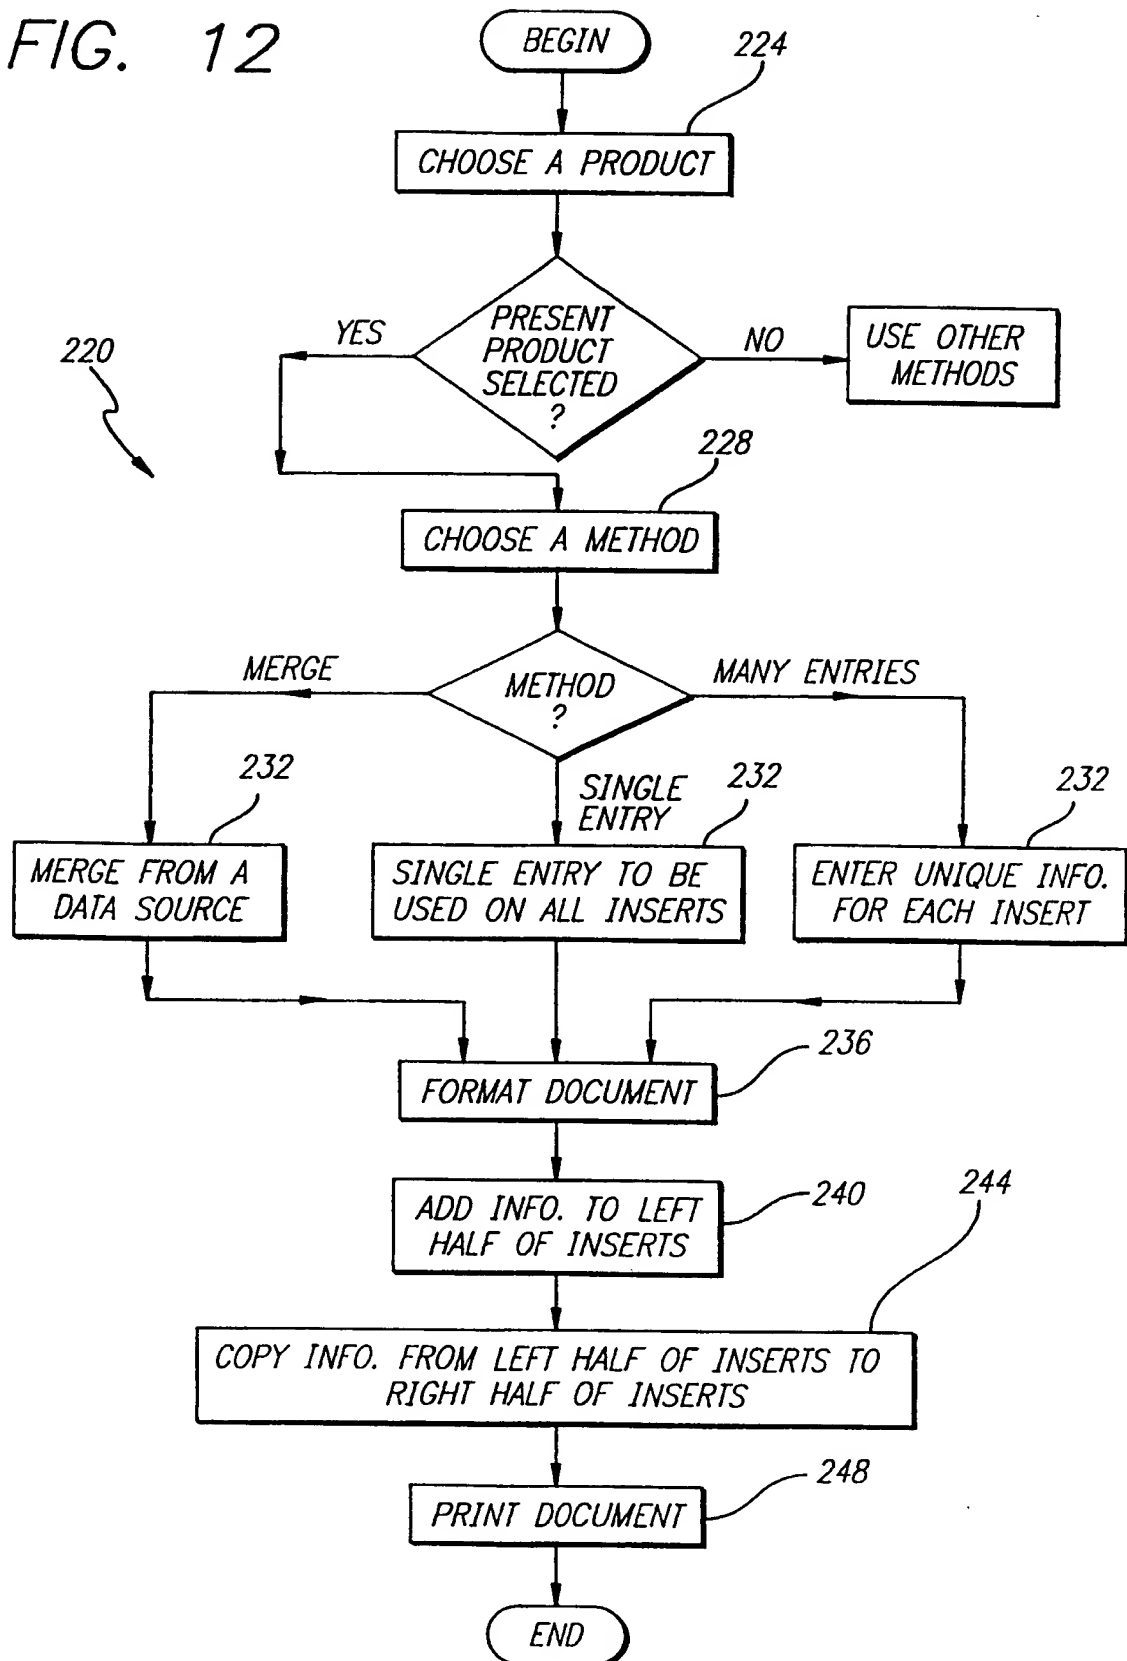 FIG. 12
BEGIN
224
CHOOSE A PRODUCT
PRESENT
PRODUCT
SELECTED
?
YES
NO
USE OTHER
METHODS
220
228
CHOOSE A METHOD
METHOD
?
MERGE
MANY ENTRIES
SINGLE
ENTRY
232
232
232
MERGE FROM A
DATA SOURCE
SINGLE ENTRY TO BE
USED ON ALL INSERTS
ENTER UNIQUE INFO.
FOR EACH INSERT
236
FORMAT DOCUMENT
240
ADD INFO. TO LEFT
HALF OF INSERTS
244
COPY INFO. FROM LEFT HALF OF INSERTS TO
RIGHT HALF OF INSERTS
248
PRINT DOCUMENT
END